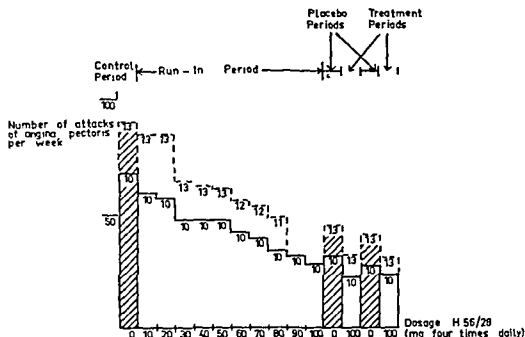 Placebo Periods
Treatment Periods
Control Period
Run - In Period
100
Number of attacks of angina pectoris per week
50
13 13 13 13 13 13 12 12 11
10 10 10 10 10 10 10 10 10 10 10
13 13 13 13
10 10 10 10
0 10 20 30 40 50 60 70 80 90 100 0 100 0 100
Dosage H 56/28
(mg four times daily)